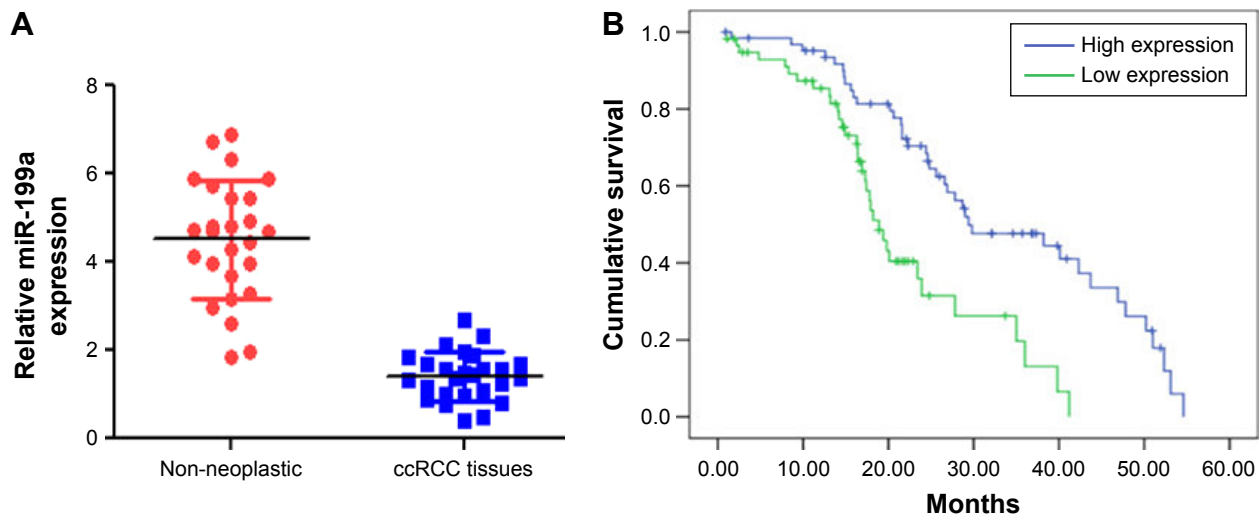 A
Relative miR-199a
expression
8
6
4
2
0
Non-neoplastic
ccRCC tissues
B
Cumulative survival
1.0
0.8
0.6
0.4
0.2
0.0
High expression
Low expression
0.00
10.00
20.00
30.00
40.00
50.00
60.00
Months